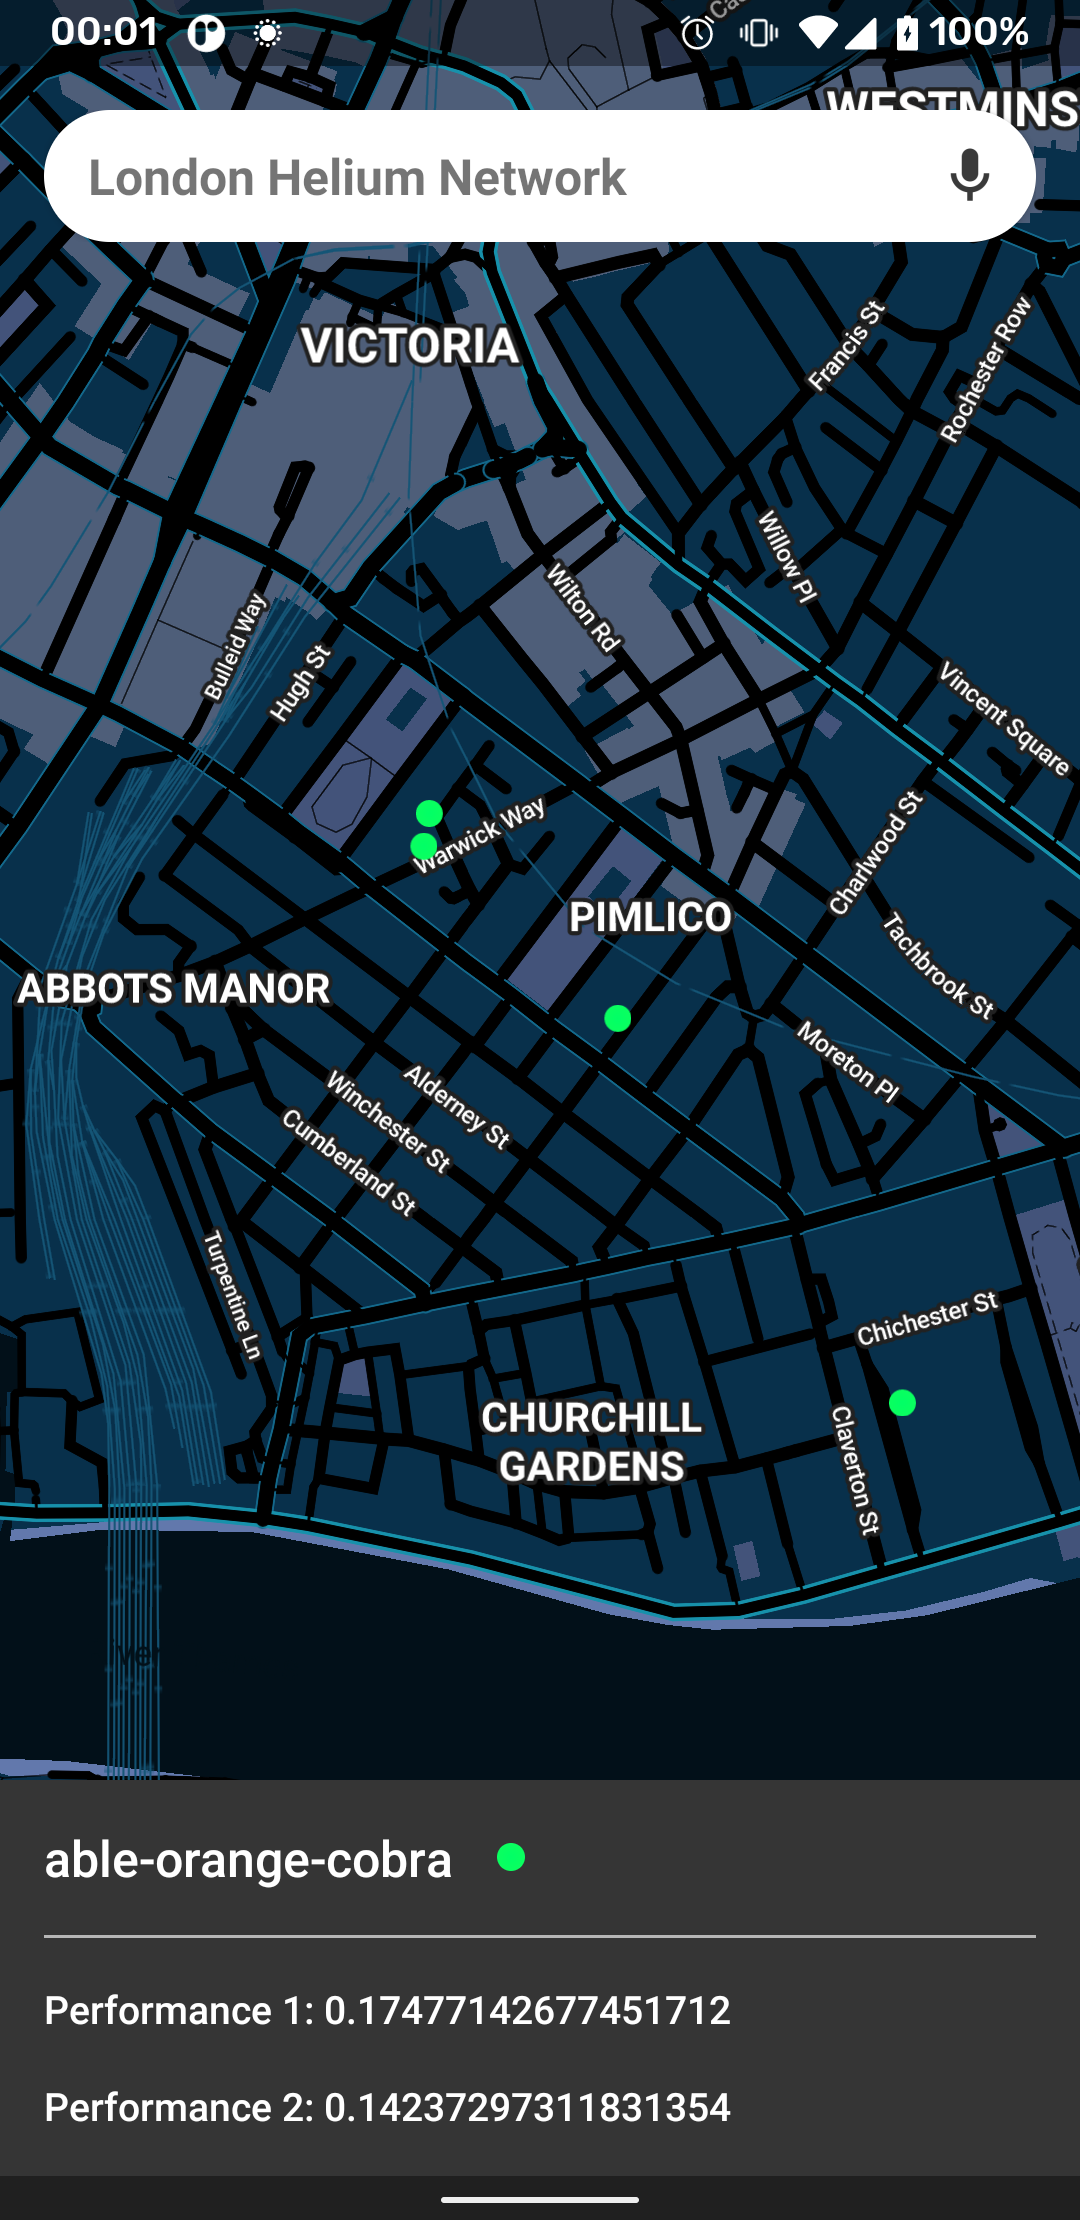 00:01
100%
WESTMINS
London Helium Network
VICTORIA
Francis St
Rochester Row
Willow Pl
Wilton Rd
Bulleid Way
Hugh St
Vincent Square
Warwick Way
Charlwood St
PIMLICO
Tachbrook St
ABBOTS MANOR
Moreton Pl
Alderney St
Winchester St
Cumberland St
Turpentine Ln
Chichester St
CHURCHILL
GARDENS
Claverton St
able-orange-cobra
Performance 1: 0.17477142677451712
Performance 2: 0.14237297311831354